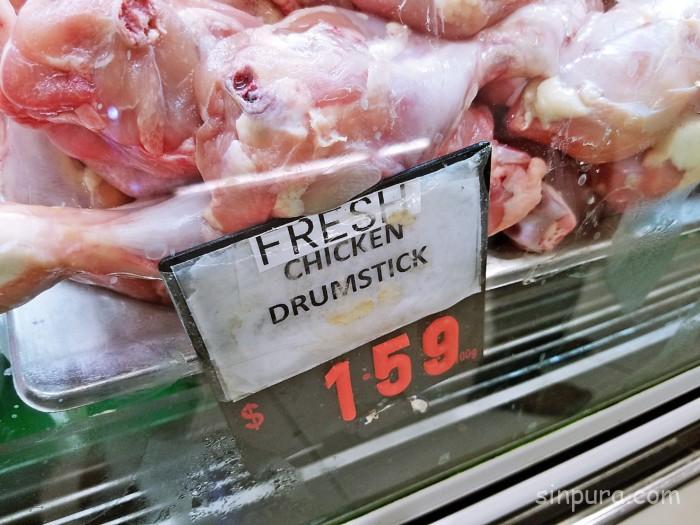 FRESH
CHICKEN
DRUMSTICK
$ 1.59
sinpura.com